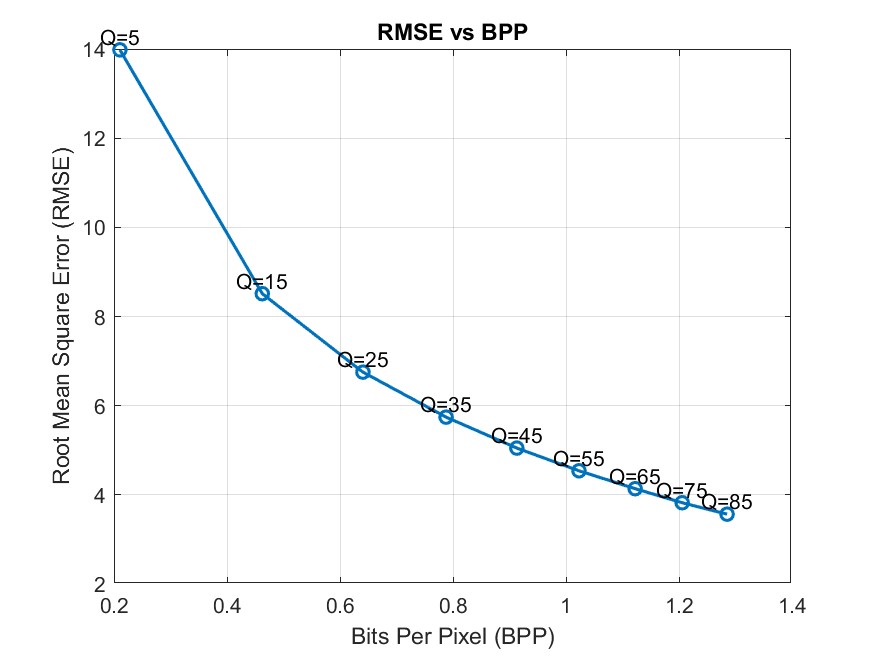 RMSE vs BPP
Q=5
Q=15
Q=25
Q=35
Q=45
Q=55
Q=65
Q=75
Q=85
14
12
10
8
6
4
2
0.2
0.4
0.6
0.8
1
1.2
1.4
Root Mean Square Error (RMSE)
Bits Per Pixel (BPP)